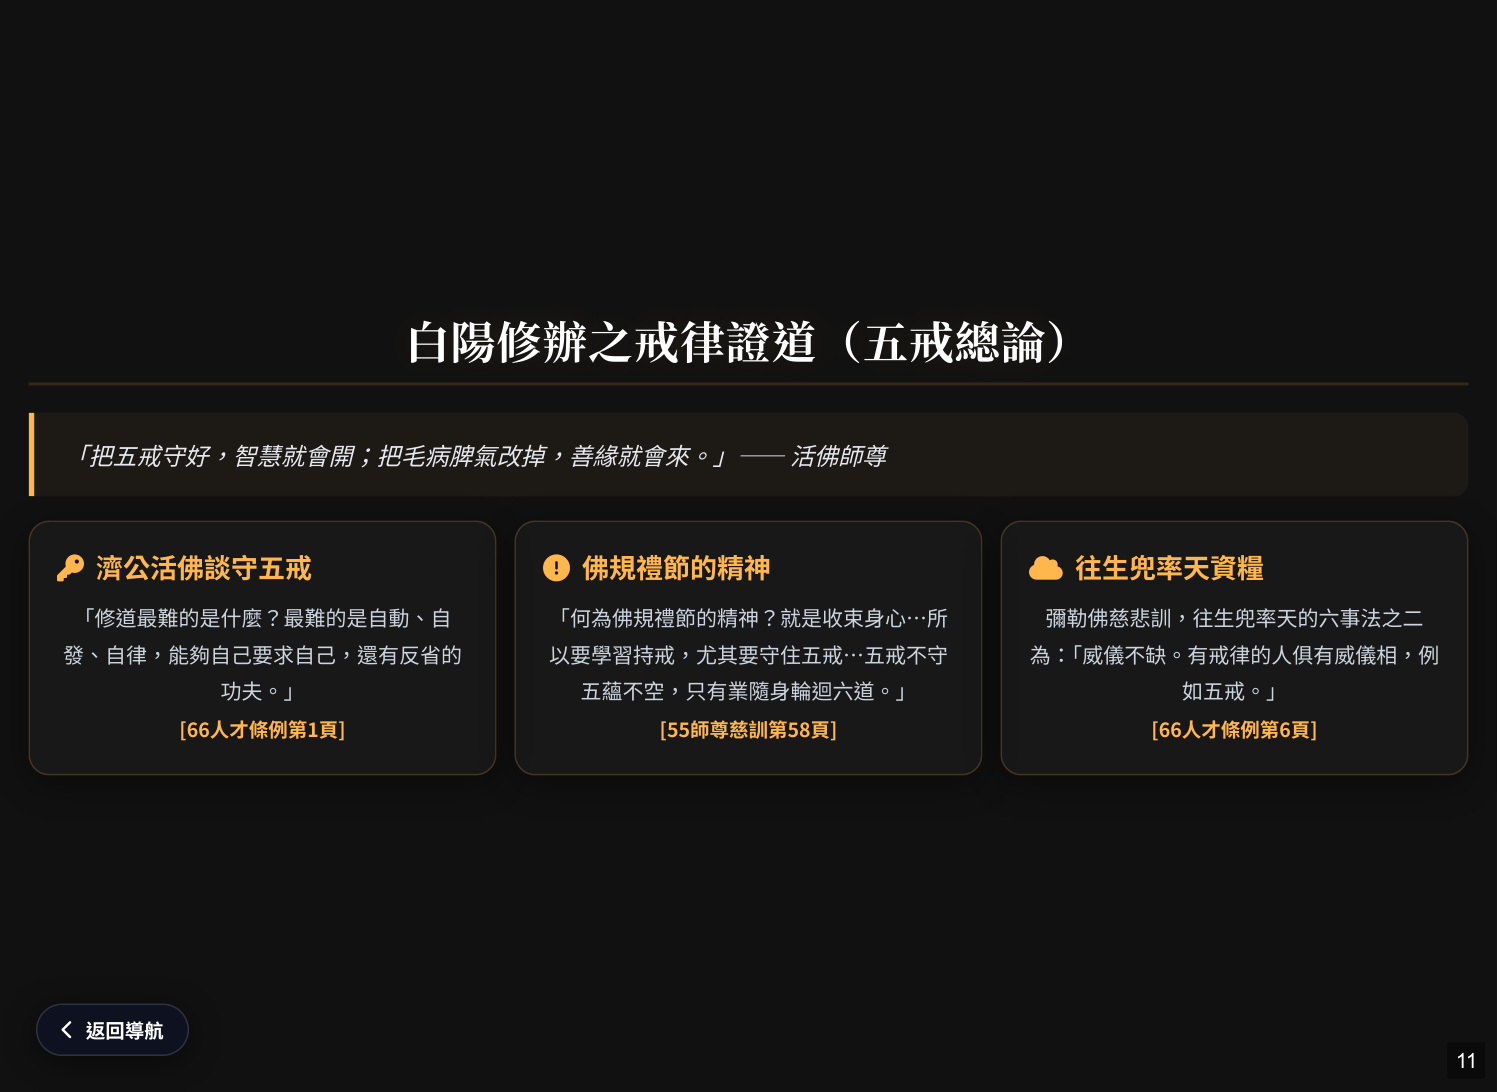 白陽修辦之戒律證道（五戒總論）
「把五戒守好，智慧就會開；把毛病脾氣改掉，善緣就會來。」—— 活佛師尊
濟公活佛談守五戒
「修道最難的是什麼？最難的是自動、自
發、自律，能夠自己要求自己，還有反省的
功夫。」
[66人才條例第1頁]
佛規禮節的精神
「何為佛規禮節的精神？就是收束身心…所
以要學習持戒，尤其要守住五戒…五戒不守
五蘊不空，只有業隨身輪迴六道。」
[55師尊慈訓第58頁]
往生兜率天資糧
彌勒佛慈悲訓，往生兜率天的六事法之二
為：「威儀不缺。有戒律的人俱有威儀相，例
如五戒。」
[66人才條例第6頁]
返回導航
11